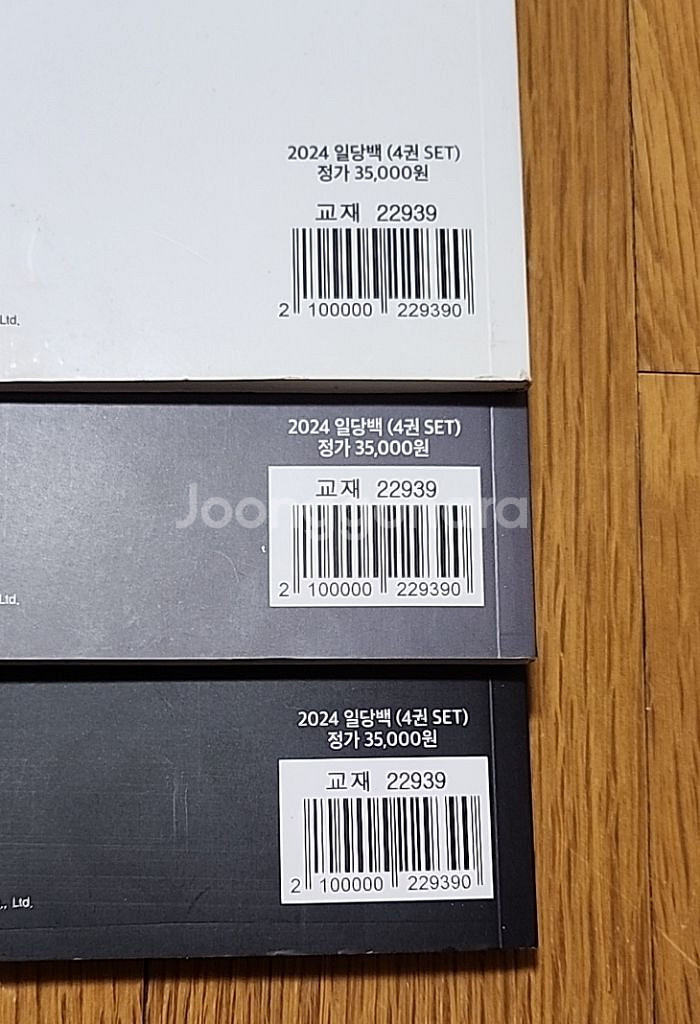 2024 일당백 (4권 SET)
정가 35,000원
교재 22939
2 100000 229390
Ltd.
2024 일당백 (4권 SET)
정가 35,000원
교재 22939
Joonggonara
2 100000 229390
Ltd.
2024 일당백 (4권 SET)
정가 35,000원
교재 22939
2 100000 229390
., Ltd.